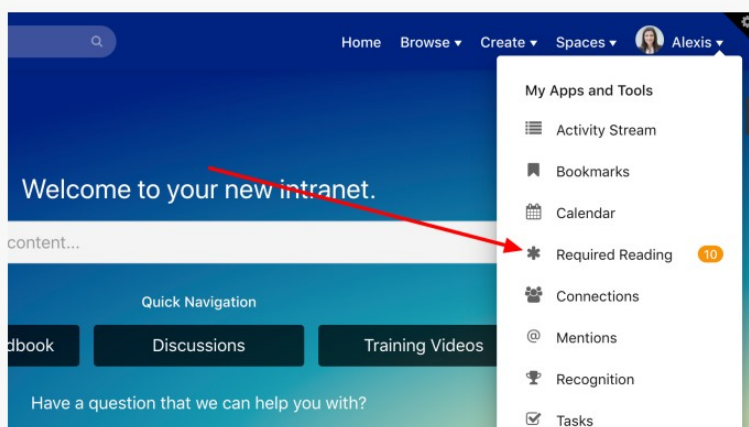 Home Browse Create Spaces Alexis
My Apps and Tools
Activity Stream
Bookmarks
Calendar
Required Reading 10
Connections
@ Mentions
Recognition
Tasks
Welcome to your new intranet.
content...
Quick Navigation
dbook Discussions Training Videos
Have a question that we can help you with?